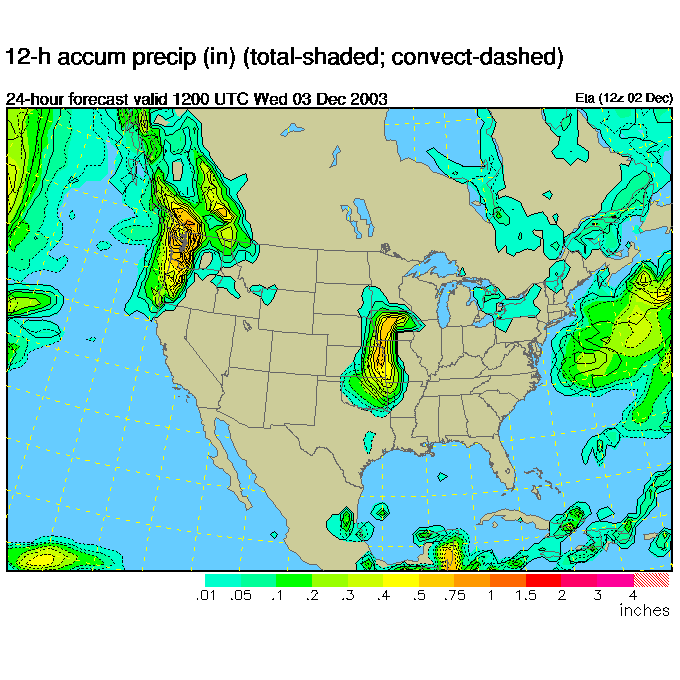 12-h accum precip (in) (total-shaded; convect-dashed)
24-hour forecast valid 1200 UTC Wed 03 Dec 2003 Eta (12z 02 Dec)
.01 .05 .1 .2 .3 .4 .5 .75 1 1.5 2 3 4
inches